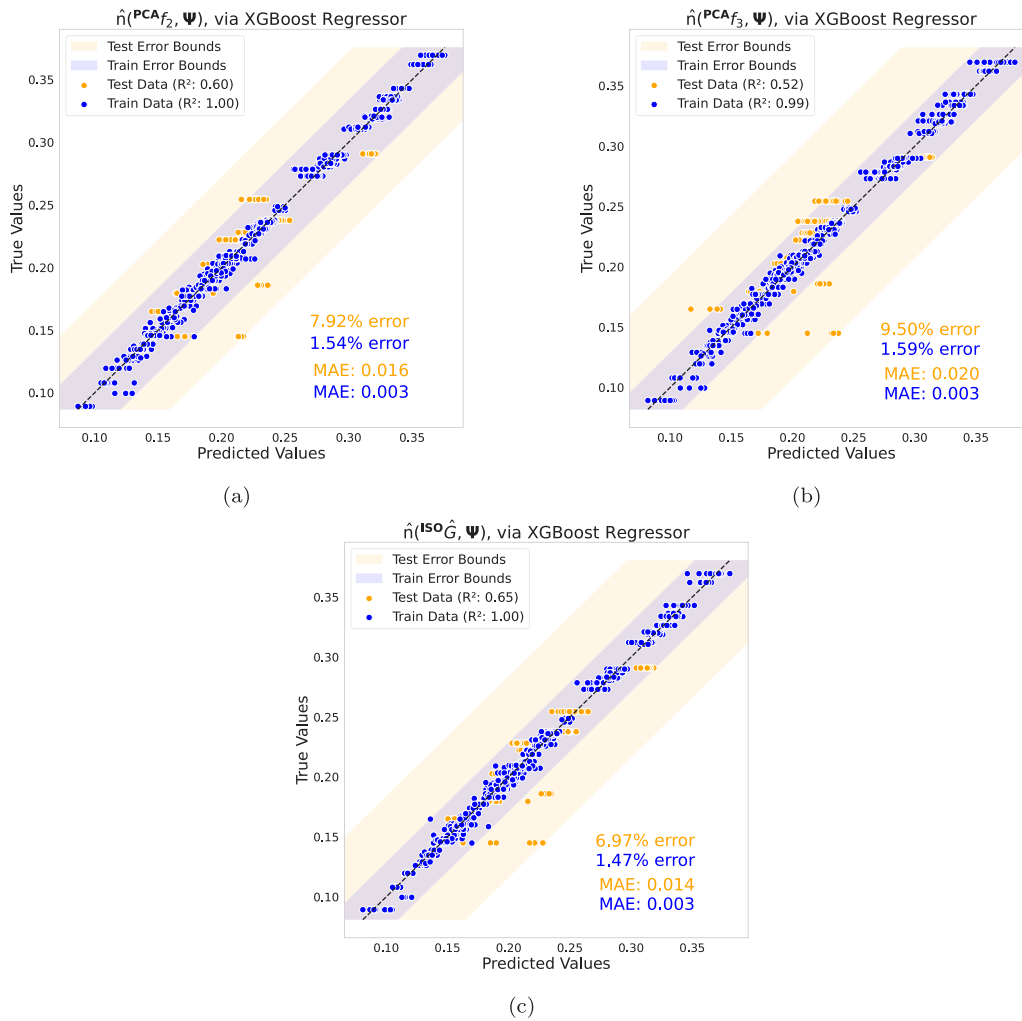 n̂(ᴾᶜᴬf₂, Ψ), via XGBoost Regressor
Test Error Bounds
Train Error Bounds
Test Data (R²: 0.60)
Train Data (R²: 1.00)
True Values
0.35
0.30
0.25
0.20
0.15
0.10
7.92% error
1.54% error
MAE: 0.016
MAE: 0.003
0.10 0.15 0.20 0.25 0.30 0.35
Predicted Values
(a)
n̂(ᴾᶜᴬf₃, Ψ), via XGBoost Regressor
Test Error Bounds
Train Error Bounds
Test Data (R²: 0.52)
Train Data (R²: 0.99)
True Values
0.35
0.30
0.25
0.20
0.15
0.10
9.50% error
1.59% error
MAE: 0.020
MAE: 0.003
0.10 0.15 0.20 0.25 0.30 0.35
Predicted Values
(b)
n̂(ᴵˢᴼĜ, Ψ), via XGBoost Regressor
Test Error Bounds
Train Error Bounds
Test Data (R²: 0.65)
Train Data (R²: 1.00)
True Values
0.35
0.30
0.25
0.20
0.15
0.10
6.97% error
1.47% error
MAE: 0.014
MAE: 0.003
0.10 0.15 0.20 0.25 0.30 0.35
Predicted Values
(c)